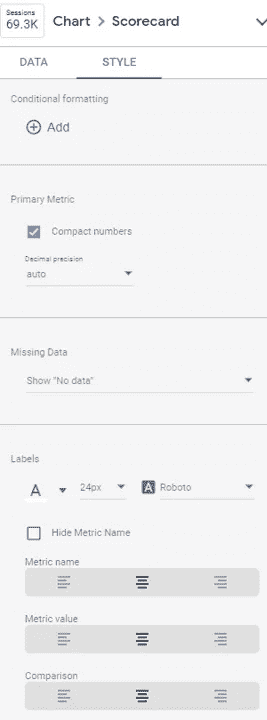 Sessions
69.3K
Chart > Scorecard
DATA STYLE
Conditional formatting
Add
Primary Metric
Compact numbers
Decimal precision
auto
Missing Data
Show "No data"
Labels
A 24px A Roboto
Hide Metric Name
Metric name
Metric value
Comparison